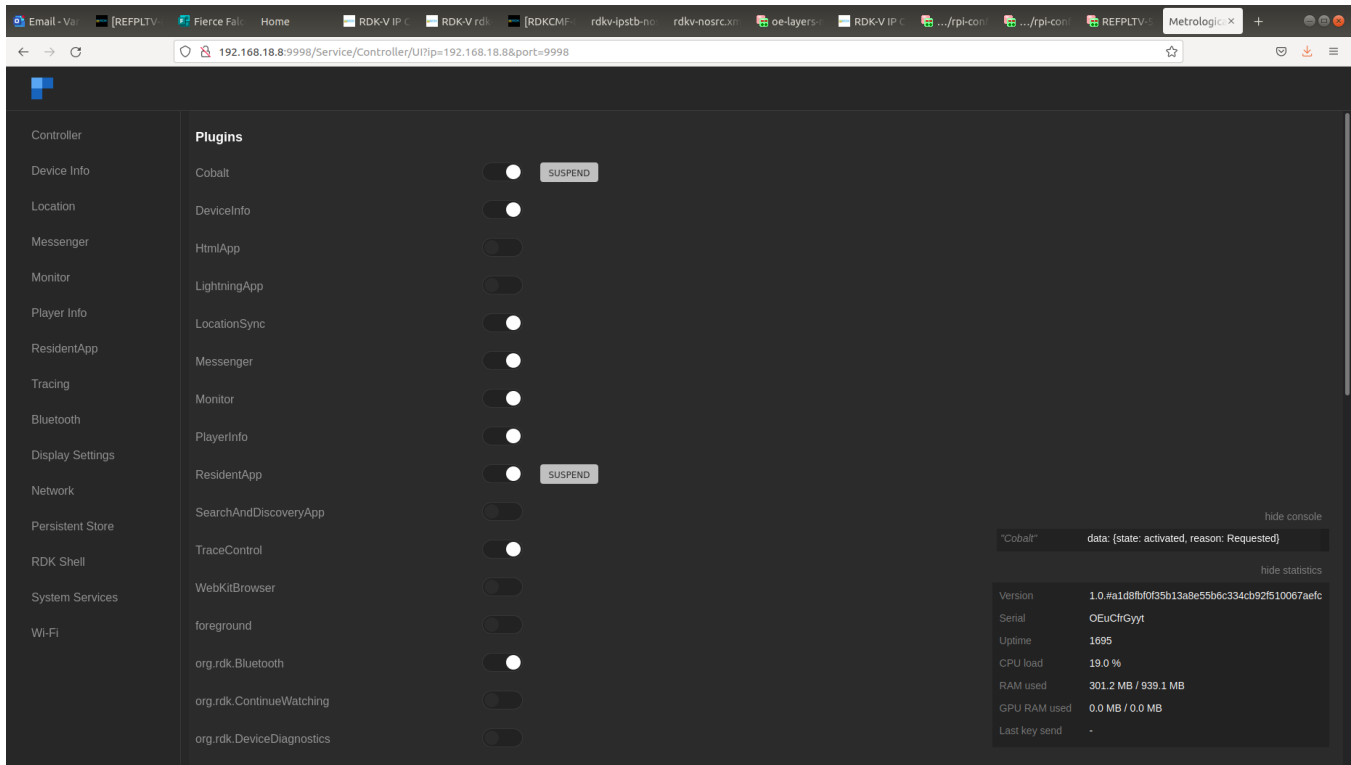 Email - Var
[REFPLTV-
Fierce Falc
Home
RDK-V IP C
RDK-V rdk
[RDKCMF-
rdkv-ipstb-no
rdkv-nosrc.xm
oe-layers-
RDK-V IP C
.../rpi-con
.../rpi-con
REFPLTV-5
Metrologic
192.168.18.8:9998/Service/Controller/UI?ip=192.168.18.8&port=9998
Controller
Device Info
Location
Messenger
Monitor
Player Info
ResidentApp
Tracing
Bluetooth
Display Settings
Network
Persistent Store
RDK Shell
System Services
Wi-Fi
Plugins
Cobalt SUSPEND
DeviceInfo
HtmlApp
LightningApp
LocationSync
Messenger
Monitor
PlayerInfo
ResidentApp SUSPEND
SearchAndDiscoveryApp
TraceControl
WebKitBrowser
foreground
org.rdk.Bluetooth
org.rdk.ContinueWatching
org.rdk.DeviceDiagnostics
hide console
"Cobalt" data: {state: activated, reason: Requested}
hide statistics
Version 1.0.#a1d8fbf0f35b13a8e55b6c334cb92f510067aefc
Serial OEuCfrGyyt
Uptime 1695
CPU load 19.0 %
RAM used 301.2 MB / 939.1 MB
GPU RAM used 0.0 MB / 0.0 MB
Last key send -